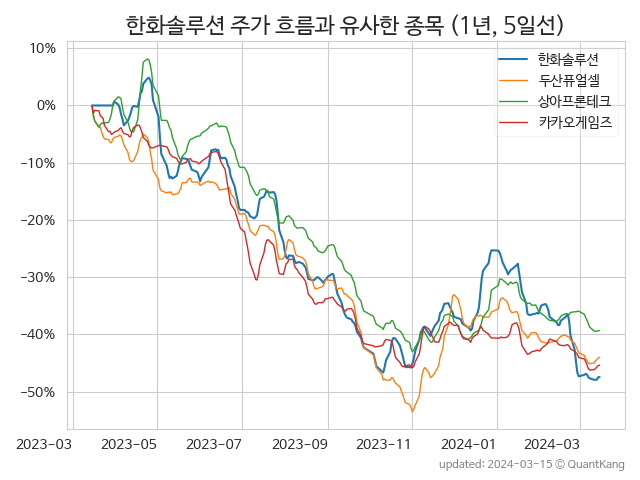 한화솔루션 주가 흐름과 유사한 종목 (1년, 5일선)
10%
0%
−10%
−20%
−30%
−40%
−50%
한화솔루션
두산퓨얼셀
상아프론테크
카카오게임즈
2023−03
2023−05
2023−07
2023−09
2023−11
2024−01
2024−03
updated: 2024-03-15 © QuantKang